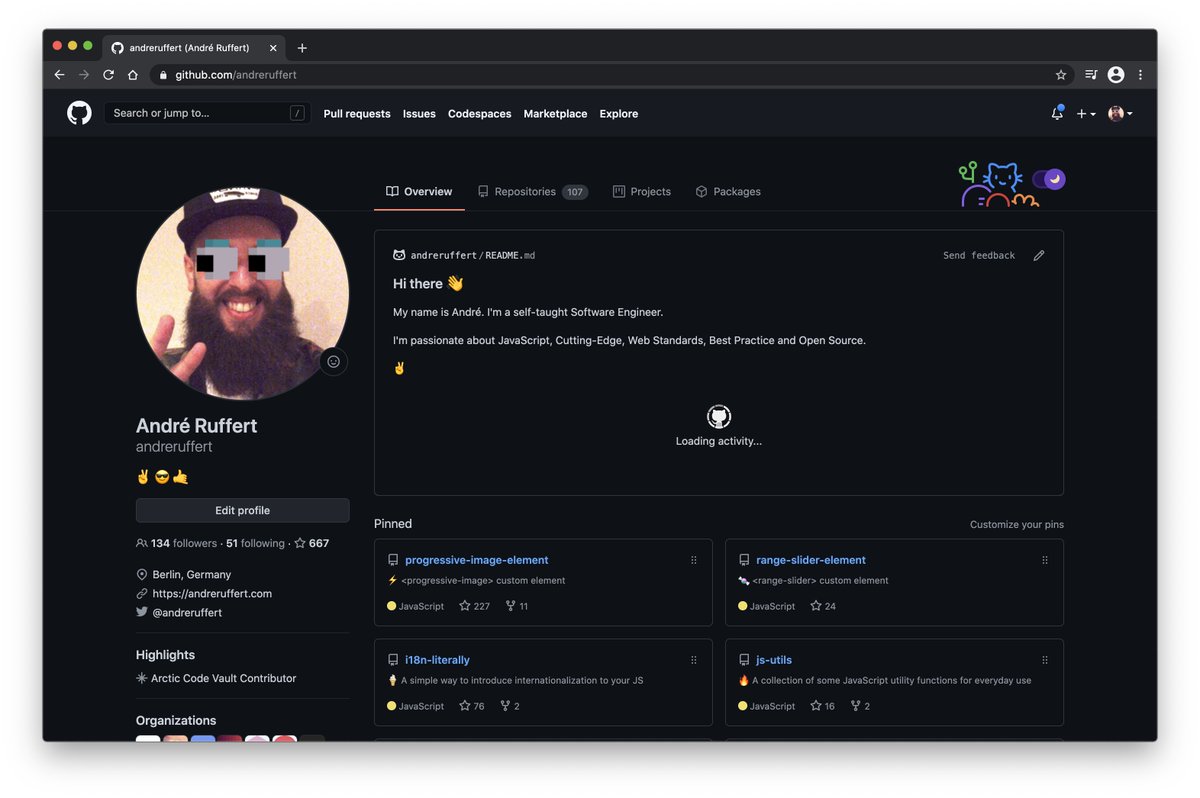 andreruffert (André Ruffert)
github.com/andreruffert
Search or jump to...
/
Pull requests Issues Codespaces Marketplace Explore
Overview Repositories 107 Projects Packages
andreruffert/README.md
Send feedback
Hi there 👋
My name is André. I'm a self-taught Software Engineer.
I'm passionate about JavaScript, Cutting-Edge, Web Standards, Best Practice and Open Source.
✌️
Loading activity...
André Ruffert
andreruffert
✌️😎🤙
Edit profile
134 followers · 51 following · 667
Berlin, Germany
https://andreruffert.com
@andreruffert
Highlights
Arctic Code Vault Contributor
Organizations
Pinned
Customize your pins
progressive-image-element
⚡ <progressive-image> custom element
JavaScript 227 11
range-slider-element
🍬 <range-slider> custom element
JavaScript 24
i18n-literally
🍦 A simple way to introduce internationalization to your JS
JavaScript 76 2
js-utils
🔥 A collection of some JavaScript utility functions for everyday use
JavaScript 16 2